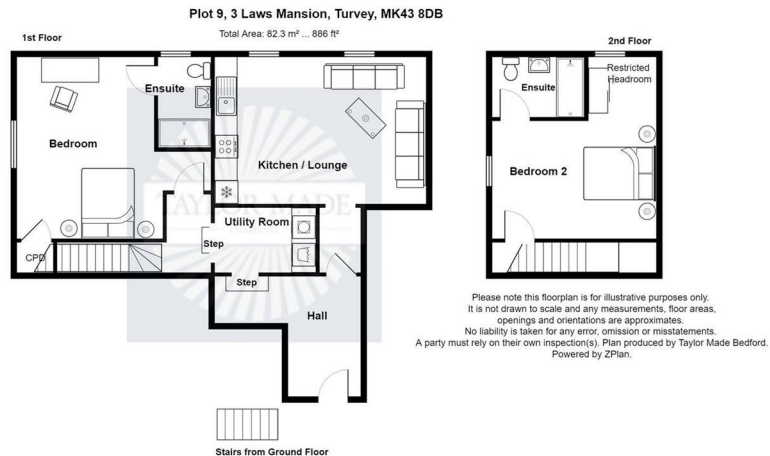 Plot 9, 3 Laws Mansion, Turvey, MK43 8DB
Total Area: 82.3 m² ... 886 ft²
1st Floor
2nd Floor
Ensuite
Bedroom
Kitchen / Lounge
CPD
Step
Utility Room
Step
Hall
Stairs from Ground Floor
TAYLOR MADE
Ensuite
Restricted
Headroom
Bedroom 2
Please note this floorplan is for illustrative purposes only.
It is not drawn to scale and any measurements, floor areas,
openings and orientations are approximates.
No liability is taken for any error, omission or misstatements.
A party must rely on their own inspection(s). Plan produced by Taylor Made Bedford.
Powered by ZPlan.